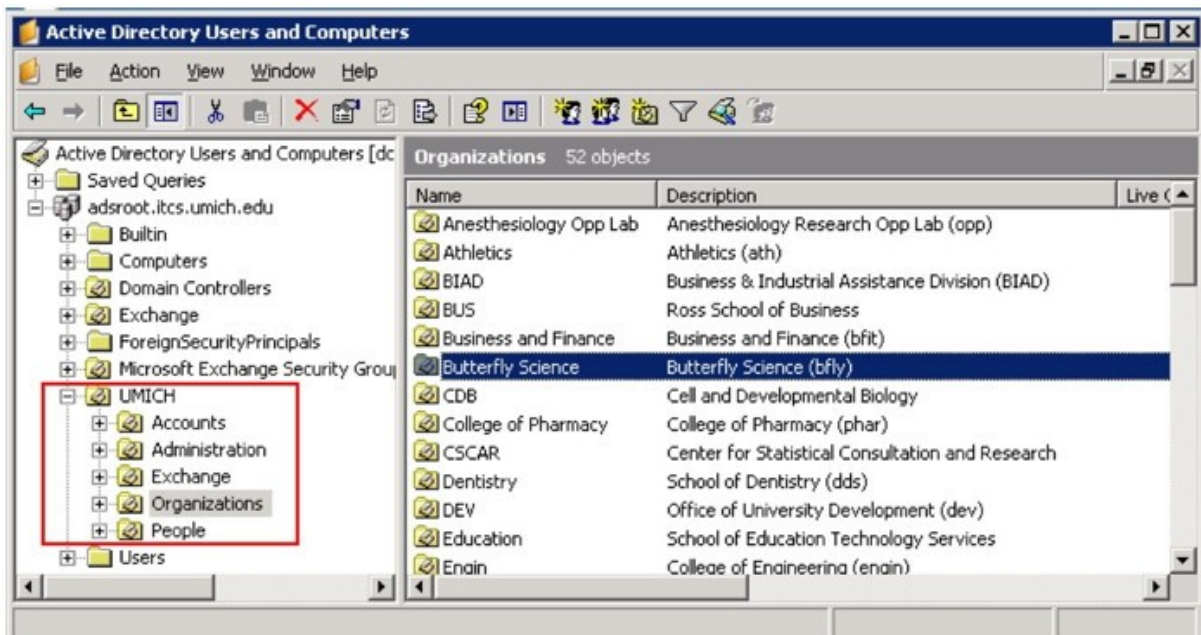 Active Directory Users and Computers
File Action View Window Help
Active Directory Users and Computers [dc
Saved Queries
adsroot.itcs.umich.edu
Builtin
Computers
Domain Controllers
Exchange
ForeignSecurityPrincipals
Microsoft Exchange Security Grou
UMICH
Accounts
Administration
Exchange
Organizations
People
Users
Organizations 52 objects
Name Description Live
Anesthesiology Opp Lab Anesthesiology Research Opp Lab (opp)
Athletics Athletics (ath)
BIAD Business & Industrial Assistance Division (BIAD)
BUS Ross School of Business
Business and Finance Business and Finance (bfit)
Butterfly Science Butterfly Science (bfly)
CDB Cell and Developmental Biology
College of Pharmacy College of Pharmacy (phar)
CSCAR Center for Statistical Consultation and Research
Dentistry School of Dentistry (dds)
DEV Office of University Development (dev)
Education School of Education Technology Services
Engin College of Engineering (engin)